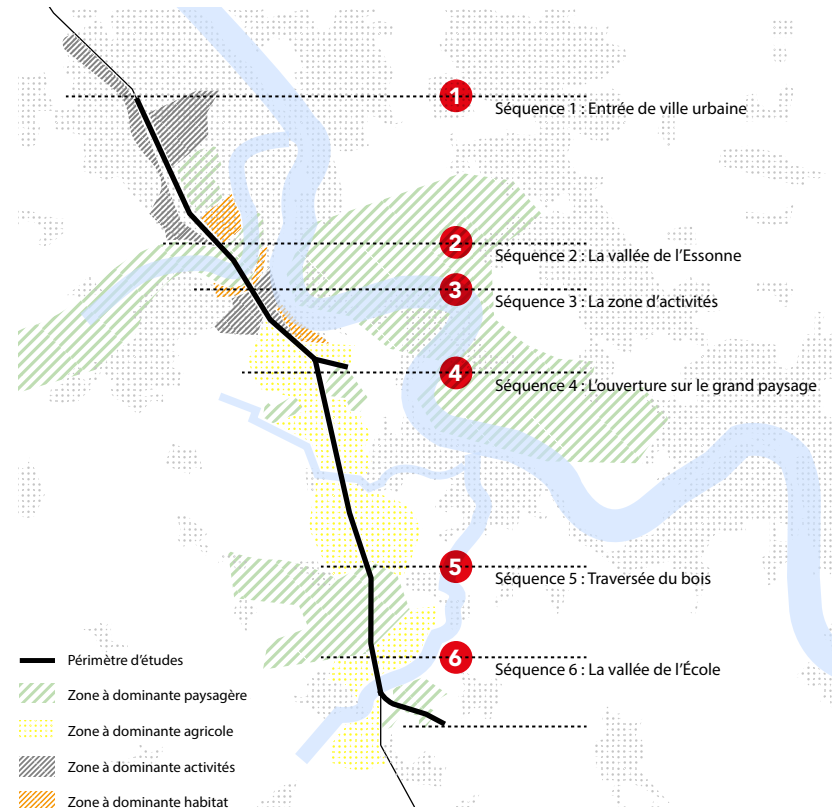 1
Séquence 1 : Entrée de ville urbaine
2
Séquence 2 : La vallée de l’Essonne
3
Séquence 3 : La zone d’activités
4
Séquence 4 : L’ouverture sur le grand paysage
5
Séquence 5 : Traversée du bois
6
Séquence 6 : La vallée de l’École
Périmètre d’études
Zone à dominante paysagère
Zone à dominante agricole
Zone à dominante activités
Zone à dominante habitat